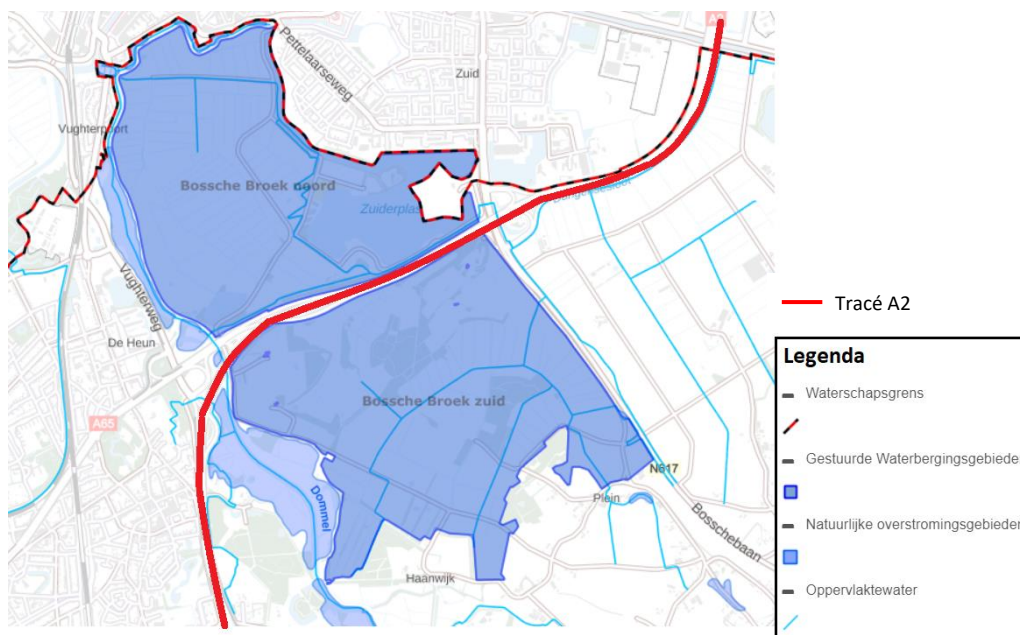 A2
Pettelaarseweg
Zuid
Vughterpoort
Bossche Broek noord
Zuiderplas
Vughterweg
De Heun
Bossche Broek zuid
A65
N617
Dommel
Plein
Bosschebaan
Haanwijk
Tracé A2
Legenda
Waterschapsgrens
Gestuurde Waterbergingsgebieden
Natuurlijke overstromingsgebieden
Oppervlaktewater